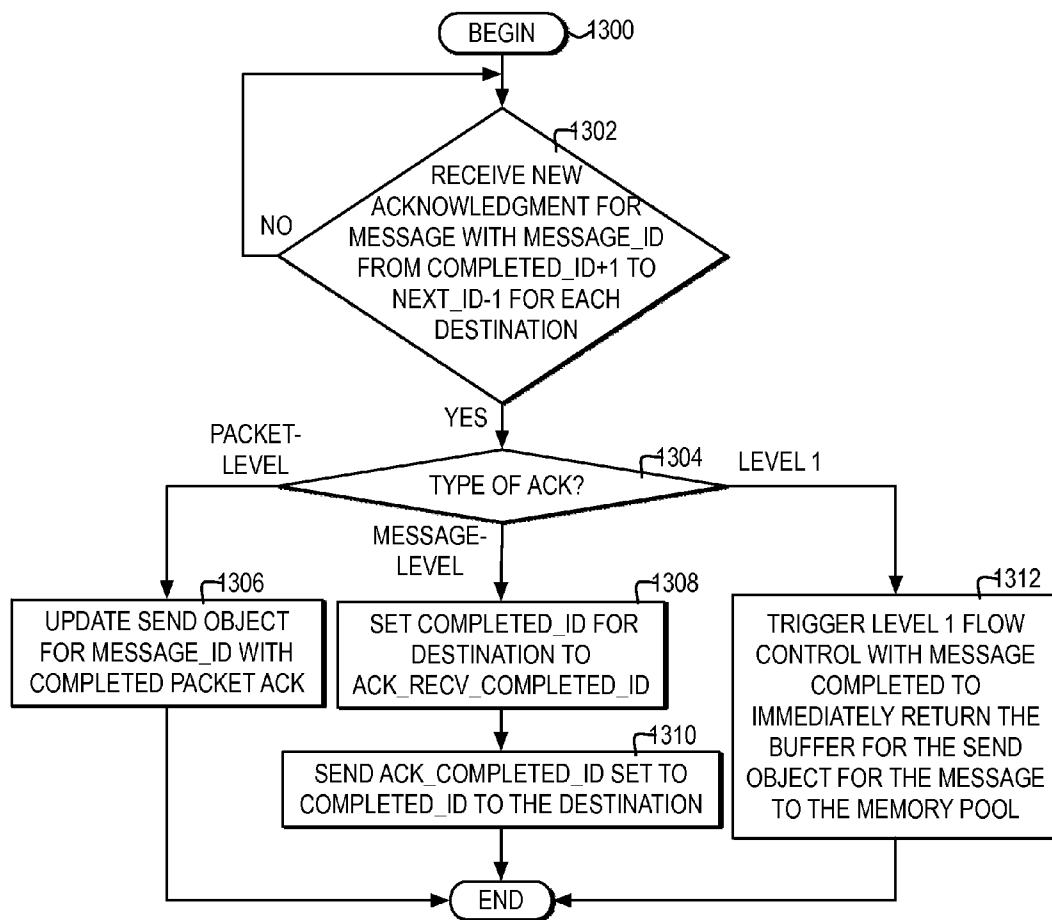 BEGIN
1300
1302
RECEIVE NEW
ACKNOWLEDGMENT FOR
MESSAGE WITH MESSAGE_ID
FROM COMPLETED_ID+1 TO
NEXT_ID-1 FOR EACH
DESTINATION
NO
YES
PACKET-
LEVEL
1304
TYPE OF ACK?
LEVEL 1
MESSAGE-
LEVEL
1306
UPDATE SEND OBJECT
FOR MESSAGE_ID WITH
COMPLETED PACKET ACK
1308
SET COMPLETED_ID FOR
DESTINATION TO
ACK_RECV_COMPLETED_ID
1310
SEND ACK_COMPLETED_ID SET TO
COMPLETED_ID TO THE DESTINATION
1312
TRIGGER LEVEL 1 FLOW
CONTROL WITH MESSAGE
COMPLETED TO
IMMEDIATELY RETURN THE
BUFFER FOR THE SEND
OBJECT FOR THE MESSAGE
TO THE MEMORY POOL
END